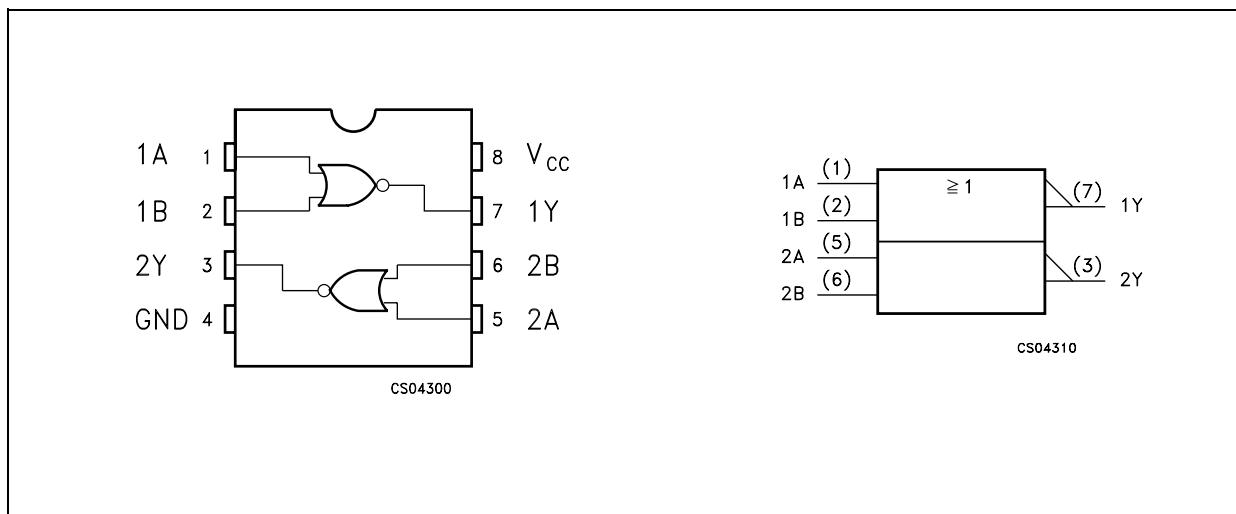 1A 1 8 VCC
1B 2 7 1Y
2Y 3 6 2B
GND 4 5 2A
CS04300
≧ 1
1A (1) (7) 1Y
1B (2)
2A (5) (3) 2Y
2B (6)
CS04310